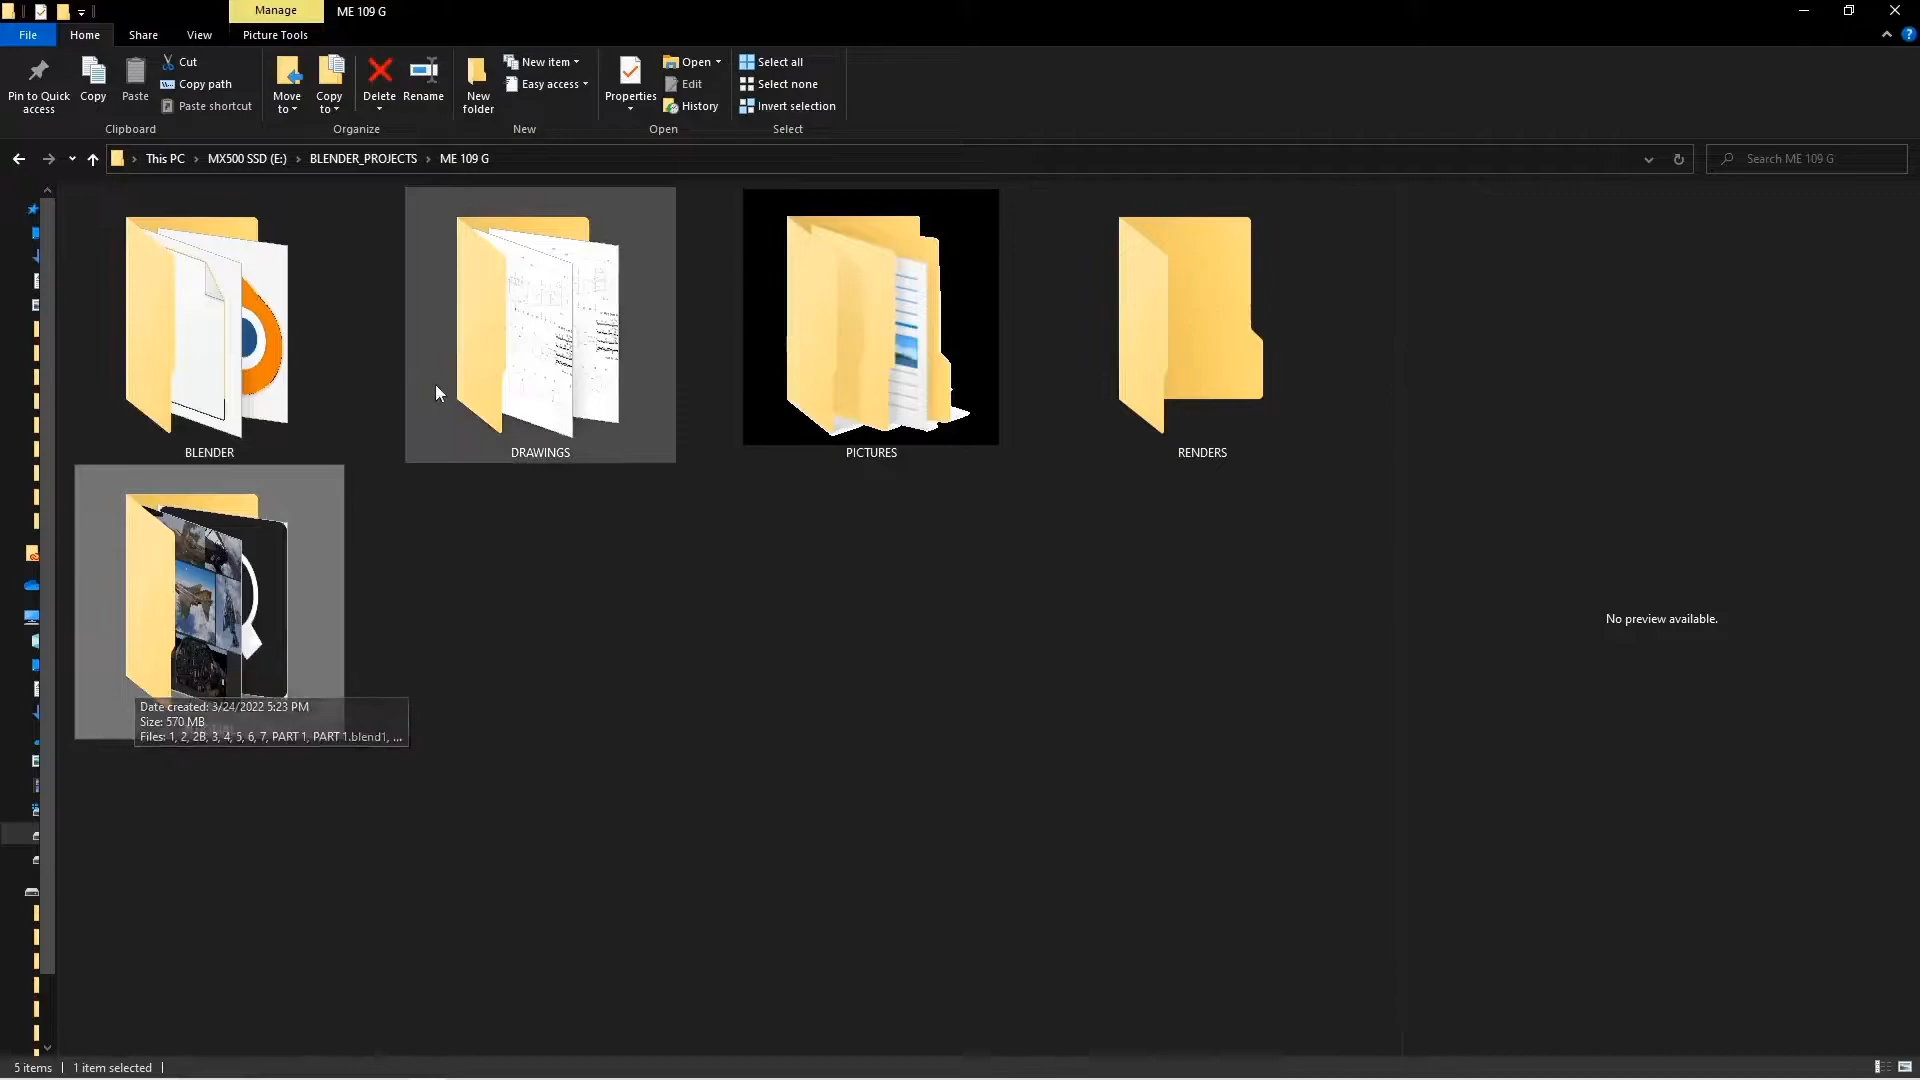 Manage
ME 109 G
File
Home
Share
View
Picture Tools
Pin to Quick access
Copy
Paste
Cut
Copy path
Paste shortcut
Clipboard
Move to
Copy to
Delete
Rename
Organize
New folder
New item
Easy access
New
Properties
Open
Edit
History
Open
Select all
Select none
Invert selection
Select
This PC
MX500 SSD (E:)
BLENDER_PROJECTS
ME 109 G
Search ME 109 G
BLENDER
DRAWINGS
PICTURES
RENDERS
Date created: 3/24/2022 5:23 PM
Size: 570 MB
Files: 1, 2, 2B, 3, 4, 5, 6, 7, PART 1, PART 1.blend1, ...
No preview available.
5 items
1 item selected